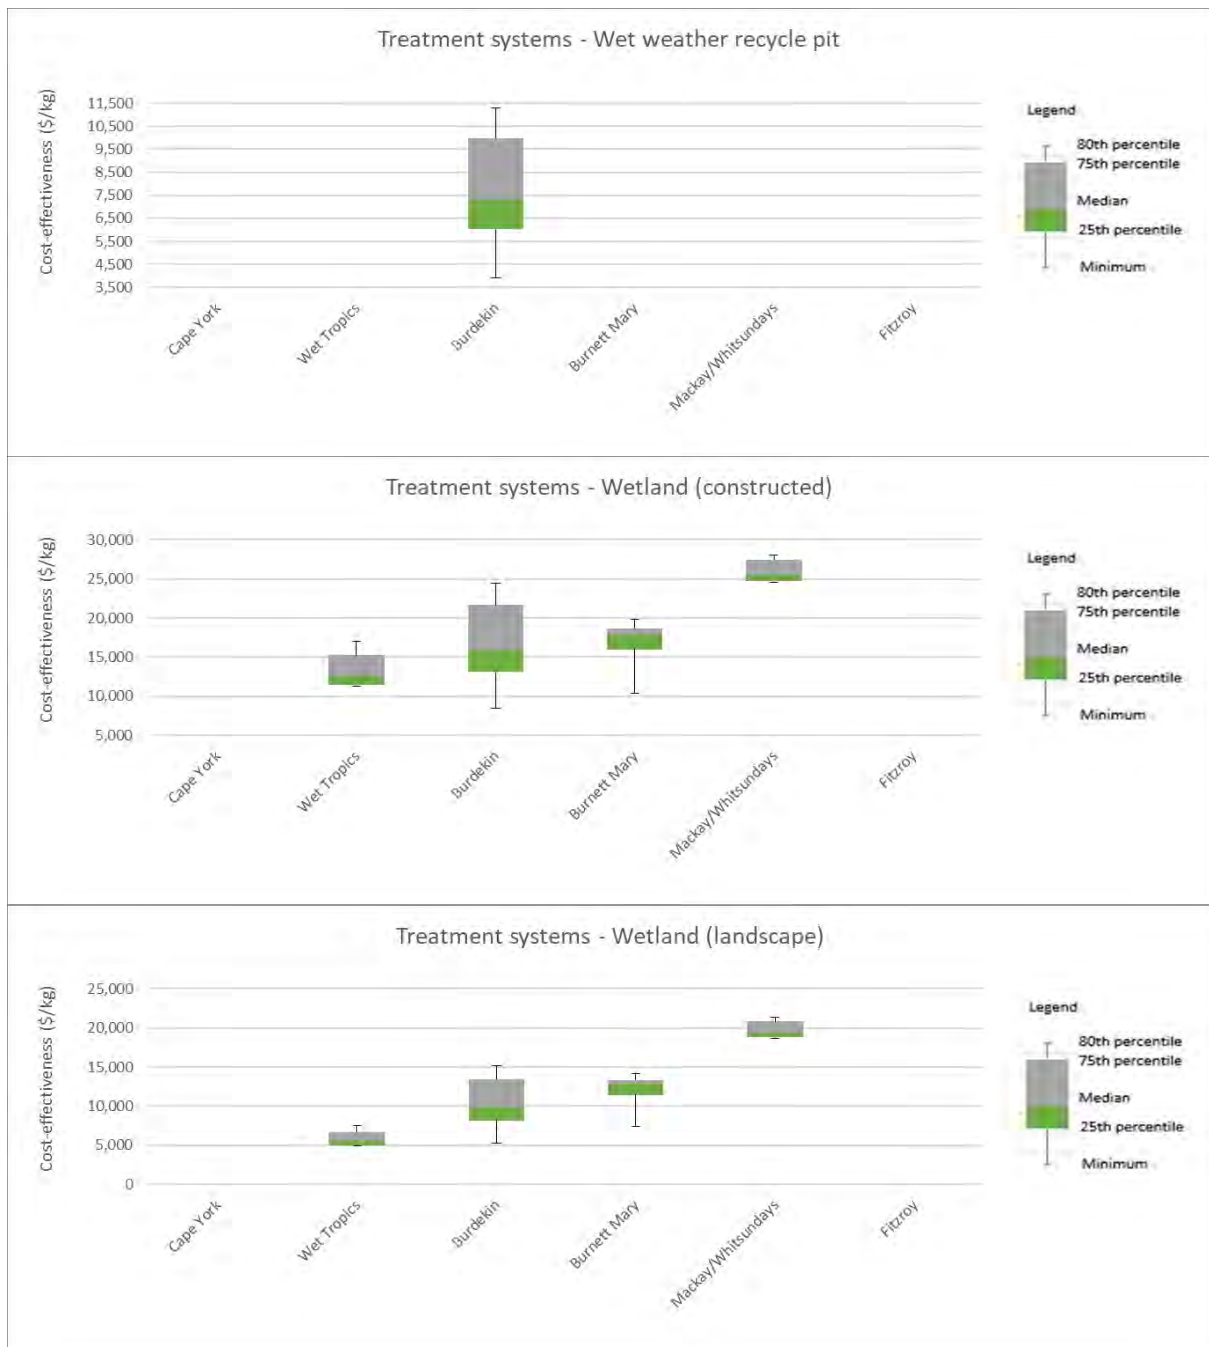 Treatment systems - Wet weather recycle pit
Cost-effectiveness ($/kg)
11,500
10,500
9,500
8,500
7,500
6,500
5,500
4,500
3,500
Cape York
Wet Tropics
Burdekin
Burnett Mary
Mackay/Whitsundays
Fitzroy
Legend
80th percentile
75th percentile
Median
25th percentile
Minimum
Treatment systems - Wetland (constructed)
Cost-effectiveness ($/kg)
30,000
25,000
20,000
15,000
10,000
5,000
Cape York
Wet Tropics
Burdekin
Burnett Mary
Mackay/Whitsundays
Fitzroy
Legend
80th percentile
75th percentile
Median
25th percentile
Minimum
Treatment systems - Wetland (landscape)
Cost-effectiveness ($/kg)
25,000
20,000
15,000
10,000
5,000
0
Cape York
Wet Tropics
Burdekin
Burnett Mary
Mackay/Whitsundays
Fitzroy
Legend
80th percentile
75th percentile
Median
25th percentile
Minimum